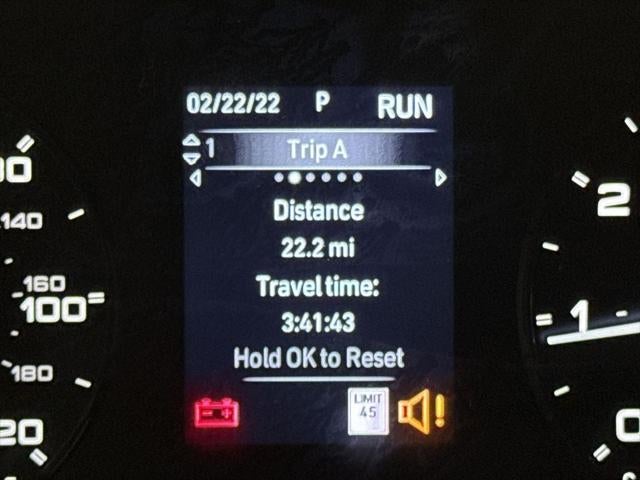 02/22/22 P RUN
1 Trip A
Distance
22.2 mi
Travel time:
3:41:43
Hold OK to Reset
LIMIT
45
140
160
100
180
20
2
1
0